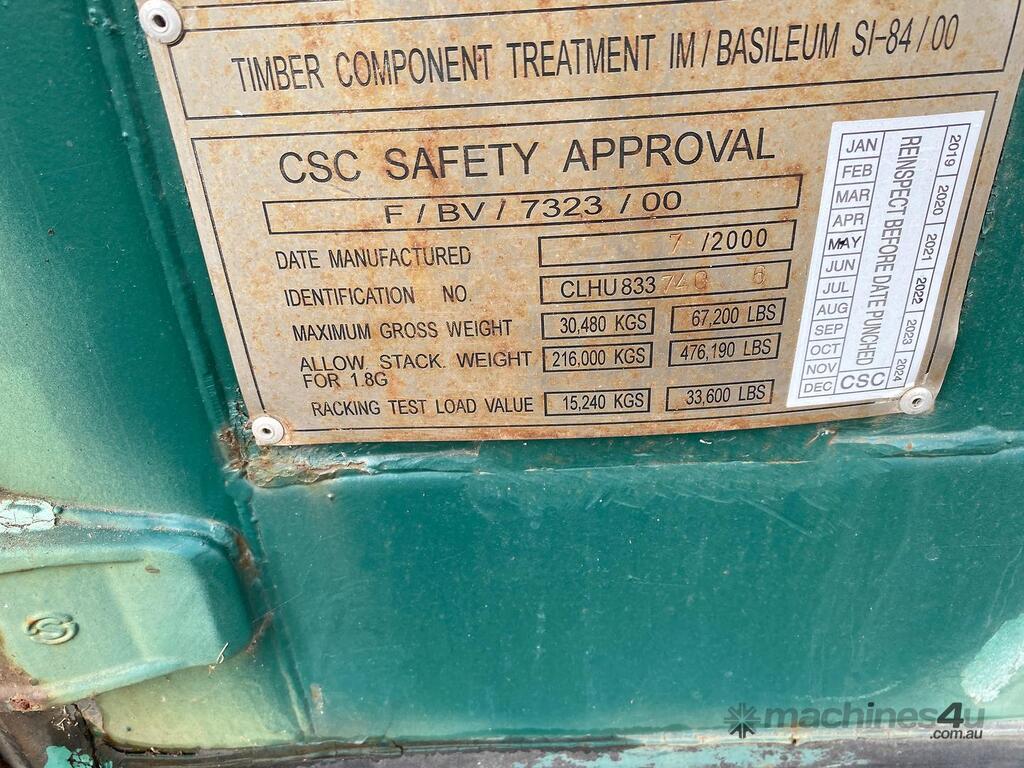 TIMBER COMPONENT TREATMENT IM / BASILEUM SI-84 / 00
CSC SAFETY APPROVAL
F / BV / 7323 / 00
DATE MANUFACTURED 7 / 2000
IDENTIFICATION NO. CLHU 833 740 8
MAXIMUM GROSS WEIGHT 30,480 KGS 67,200 LBS
ALLOW. STACK. WEIGHT 216,000 KGS 476,190 LBS
FOR 1.8G
RACKING TEST LOAD VALUE 15,240 KGS 33,600 LBS
JAN
FEB
MAR
APR
MAY
JUN
JUL
AUG
SEP
OCT
NOV
DEC
REINSPECT BEFORE DATE PUNCHED
CSC
2019 2020 2021 2022 2023 2024
machines4u
.com.au